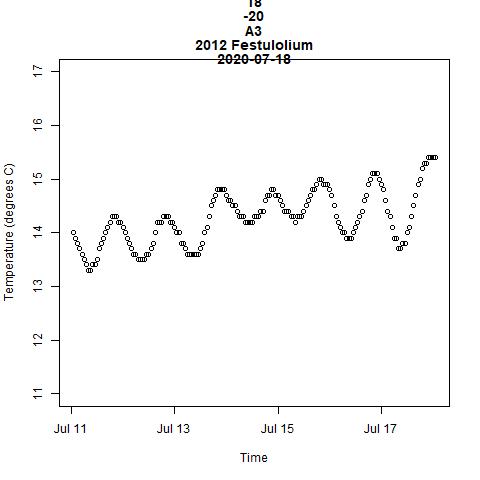 18
-20
A3
2012 Festulolium
2020-07-18
Temperature (degrees C)
17
16
15
14
13
12
11
Jul 11
Jul 13
Jul 15
Jul 17
Time